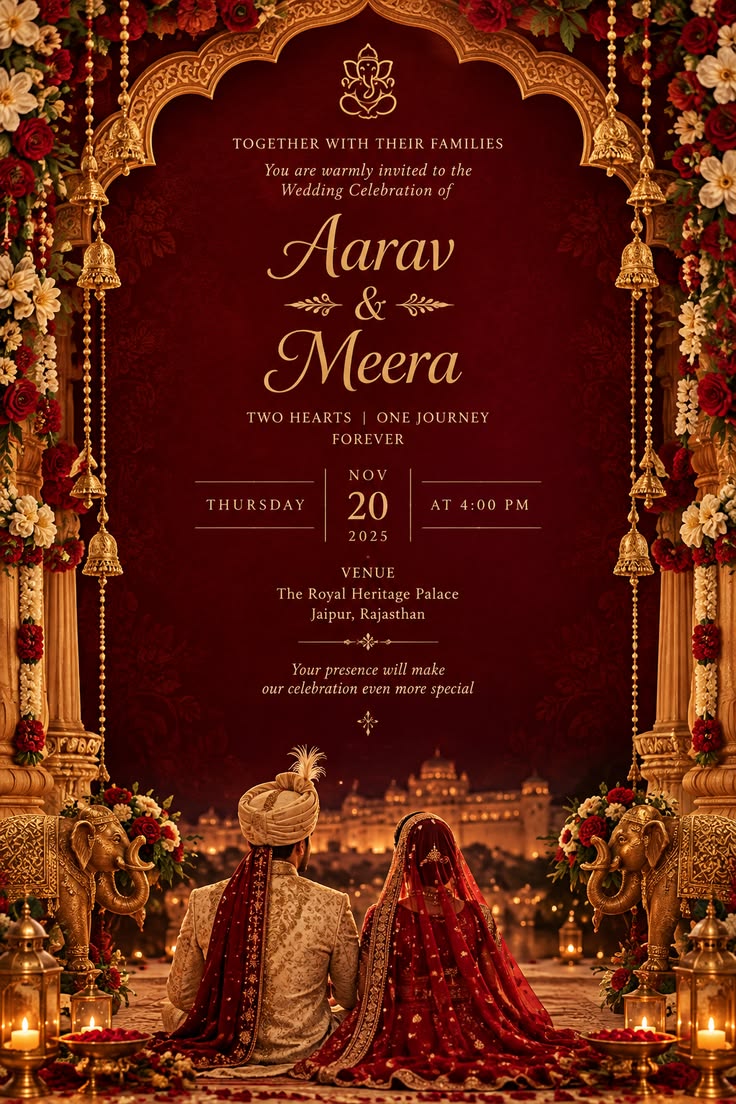 TOGETHER WITH THEIR FAMILIES
You are warmly invited to the
Wedding Celebration of
Aarav
&
Meera
TWO HEARTS | ONE JOURNEY
FOREVER
THURSDAY
NOV
20
2025
AT 4:00 PM
VENUE
The Royal Heritage Palace
Jaipur, Rajasthan
Your presence will make
our celebration even more special